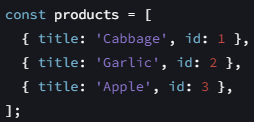 const products = [
  { title: 'Cabbage', id: 1 },
  { title: 'Garlic', id: 2 },
  { title: 'Apple', id: 3 },
];